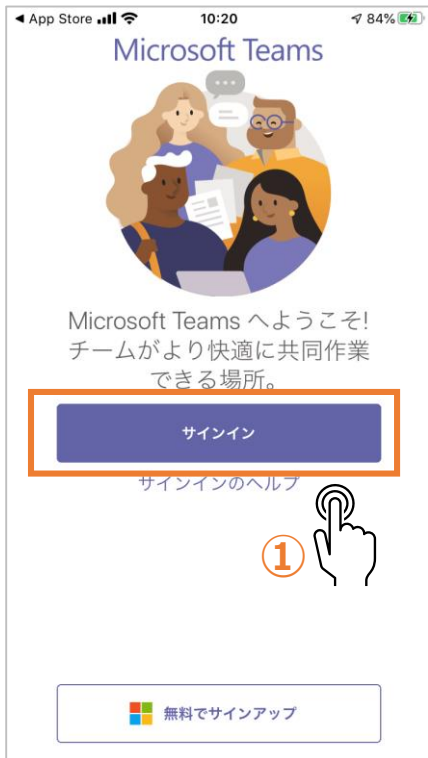 ◀ App Store 10:20 84%
Microsoft Teams
Microsoft Teams へようこそ!
チームがより快適に共同作業
できる場所。
サインイン
サインインのヘルプ
①
無料でサインアップ